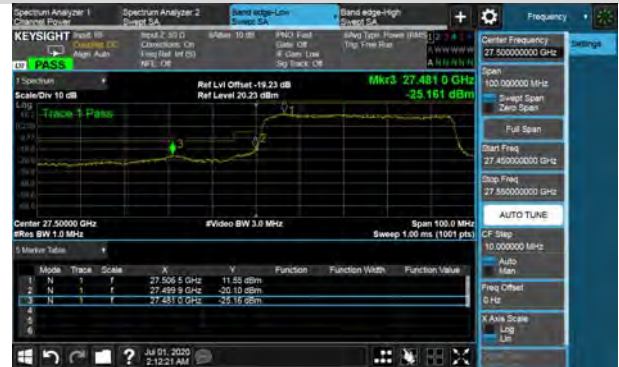 Spectrum Analyzer 1
Channel Power
Spectrum Analyzer 2
Swept SA
Band edge-Low
Swept SA
Band edge-High
Swept SA
+
Frequency
KEYSIGHT
Input: RF
Coupling: DC
Align: Auto
Input Z: 50 Ω
Corrections: On
Freq Ref: Int (S)
NFE: Off
#Atten: 10 dB
PNO: Fast
Gate: Off
IF Gain: Low
Sig Track: Off
#Avg Type: Power (RMS)
Trig: Free Run
PASS
1 Spectrum
Scale/Div 10 dB
Ref Lvl Offset -19.23 dB
Ref Level 20.23 dBm
Mkr3 27.481 0 GHz
-25.161 dBm
Log
Trace 1 Pass
Center 27.50000 GHz
#Res BW 1.0 MHz
#Video BW 3.0 MHz
Span 100.0 MHz
Sweep 1.00 ms (1001 pts)
5 Marker Table
Mode Trace Scale X Y Function Function Width Function Value
1 N 1 f 27.506 5 GHz 11.55 dBm
2 N 1 f 27.499 9 GHz -20.10 dBm
3 N 1 f 27.481 0 GHz -25.16 dBm
4
5
6
Jul 01, 2020
2:12:21 AM
Center Frequency
27.500000000 GHz
Settings
Span
100.000000 MHz
Swept Span
Zero Span
Full Span
Start Freq
27.450000000 GHz
Stop Freq
27.550000000 GHz
AUTO TUNE
CF Step
10.000000 MHz
Auto
Man
Freq Offset
0 Hz
X Axis Scale
Log
Lin